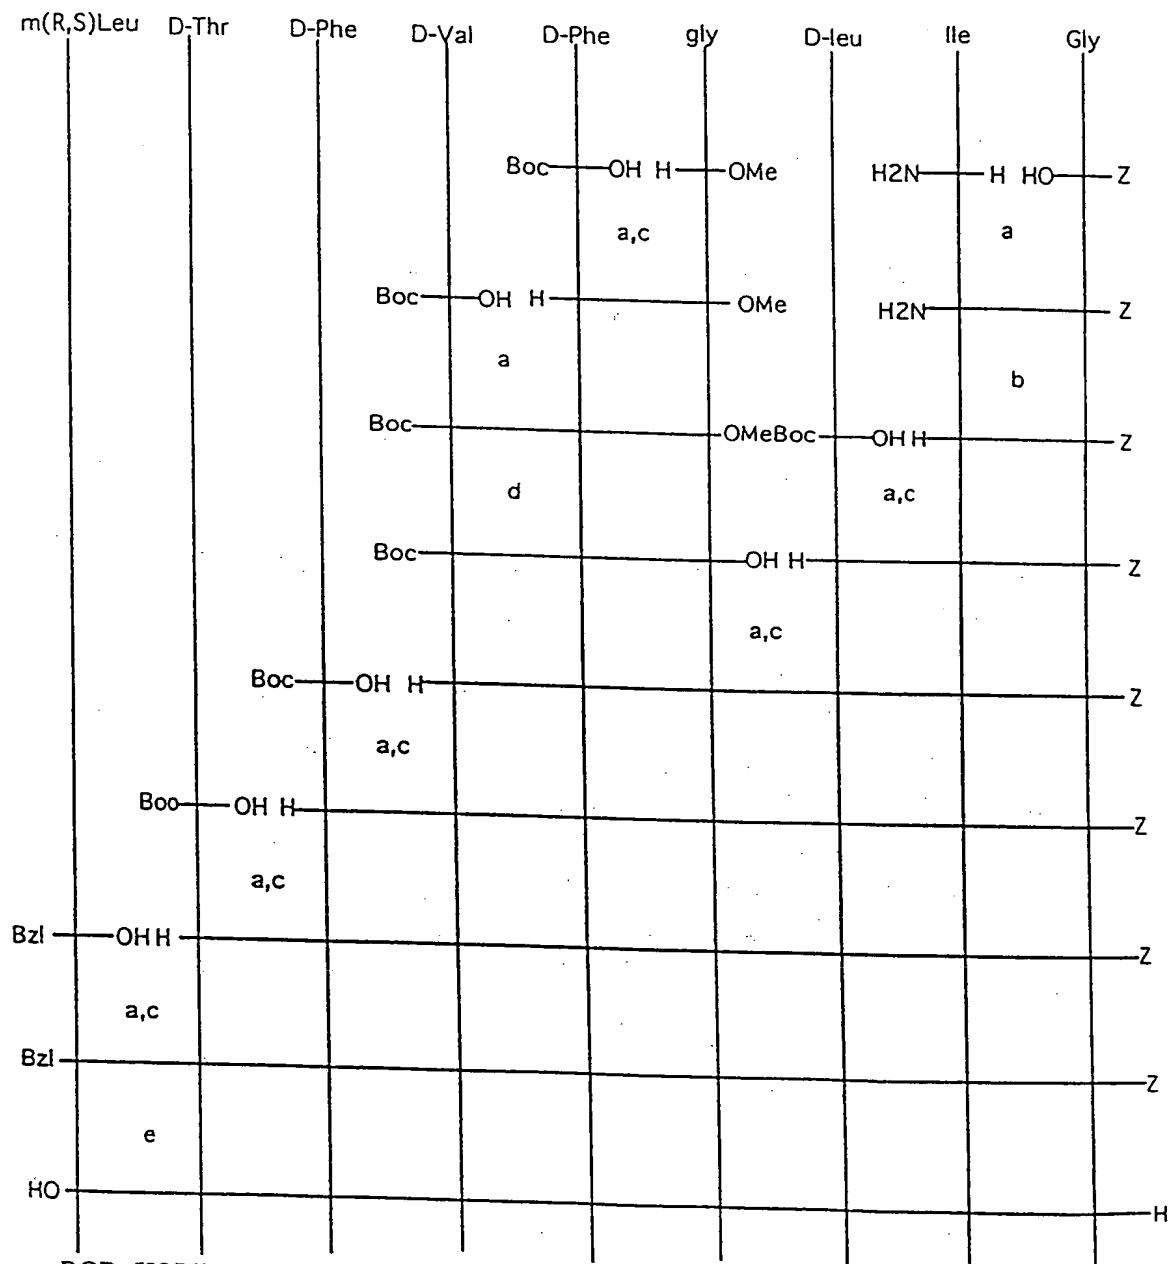 m(R,S)Leu D-Thr D-Phe D-Val D-Phe gly D-leu Ile Gly
Boc OH H OMe H2N H HO Z
a,c a
Boc OH H OMe H2N Z
a b
Boc OMeBoc OH H Z
d a,c
Boc OH H Z
a,c
Boc OH H Z
a,c
Boo OH H Z
a,c
Bzl OH H Z
a,c
Bzl Z
e
HO H